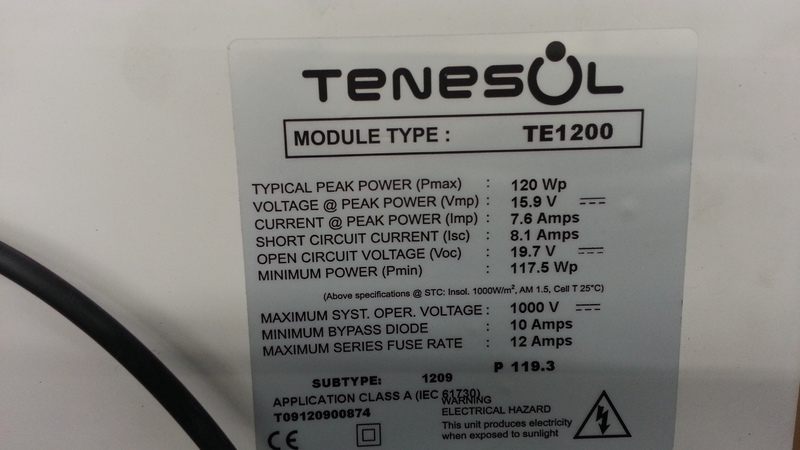 TENESOL
MODULE TYPE : TE1200
TYPICAL PEAK POWER (Pmax) : 120 Wp
VOLTAGE @ PEAK POWER (Vmp) : 15.9 V
CURRENT @ PEAK POWER (Imp) : 7.6 Amps
SHORT CIRCUIT CURRENT (Isc) : 8.1 Amps
OPEN CIRCUIT VOLTAGE (Voc) : 19.7 V
MINIMUM POWER (Pmin) : 117.5 Wp
(Above specifications @ STC: Insol. 1000W/m², AM 1.5, Cell T 25°C)
MAXIMUM SYST. OPER. VOLTAGE : 1000 V
MINIMUM BYPASS DIODE : 10 Amps
MAXIMUM SERIES FUSE RATE : 12 Amps
P 119.3
SUBTYPE: 1209
APPLICATION CLASS A (IEC 61730)
T09120900874
CE
WARNING
ELECTRICAL HAZARD
This unit produces electricity
when exposed to sunlight